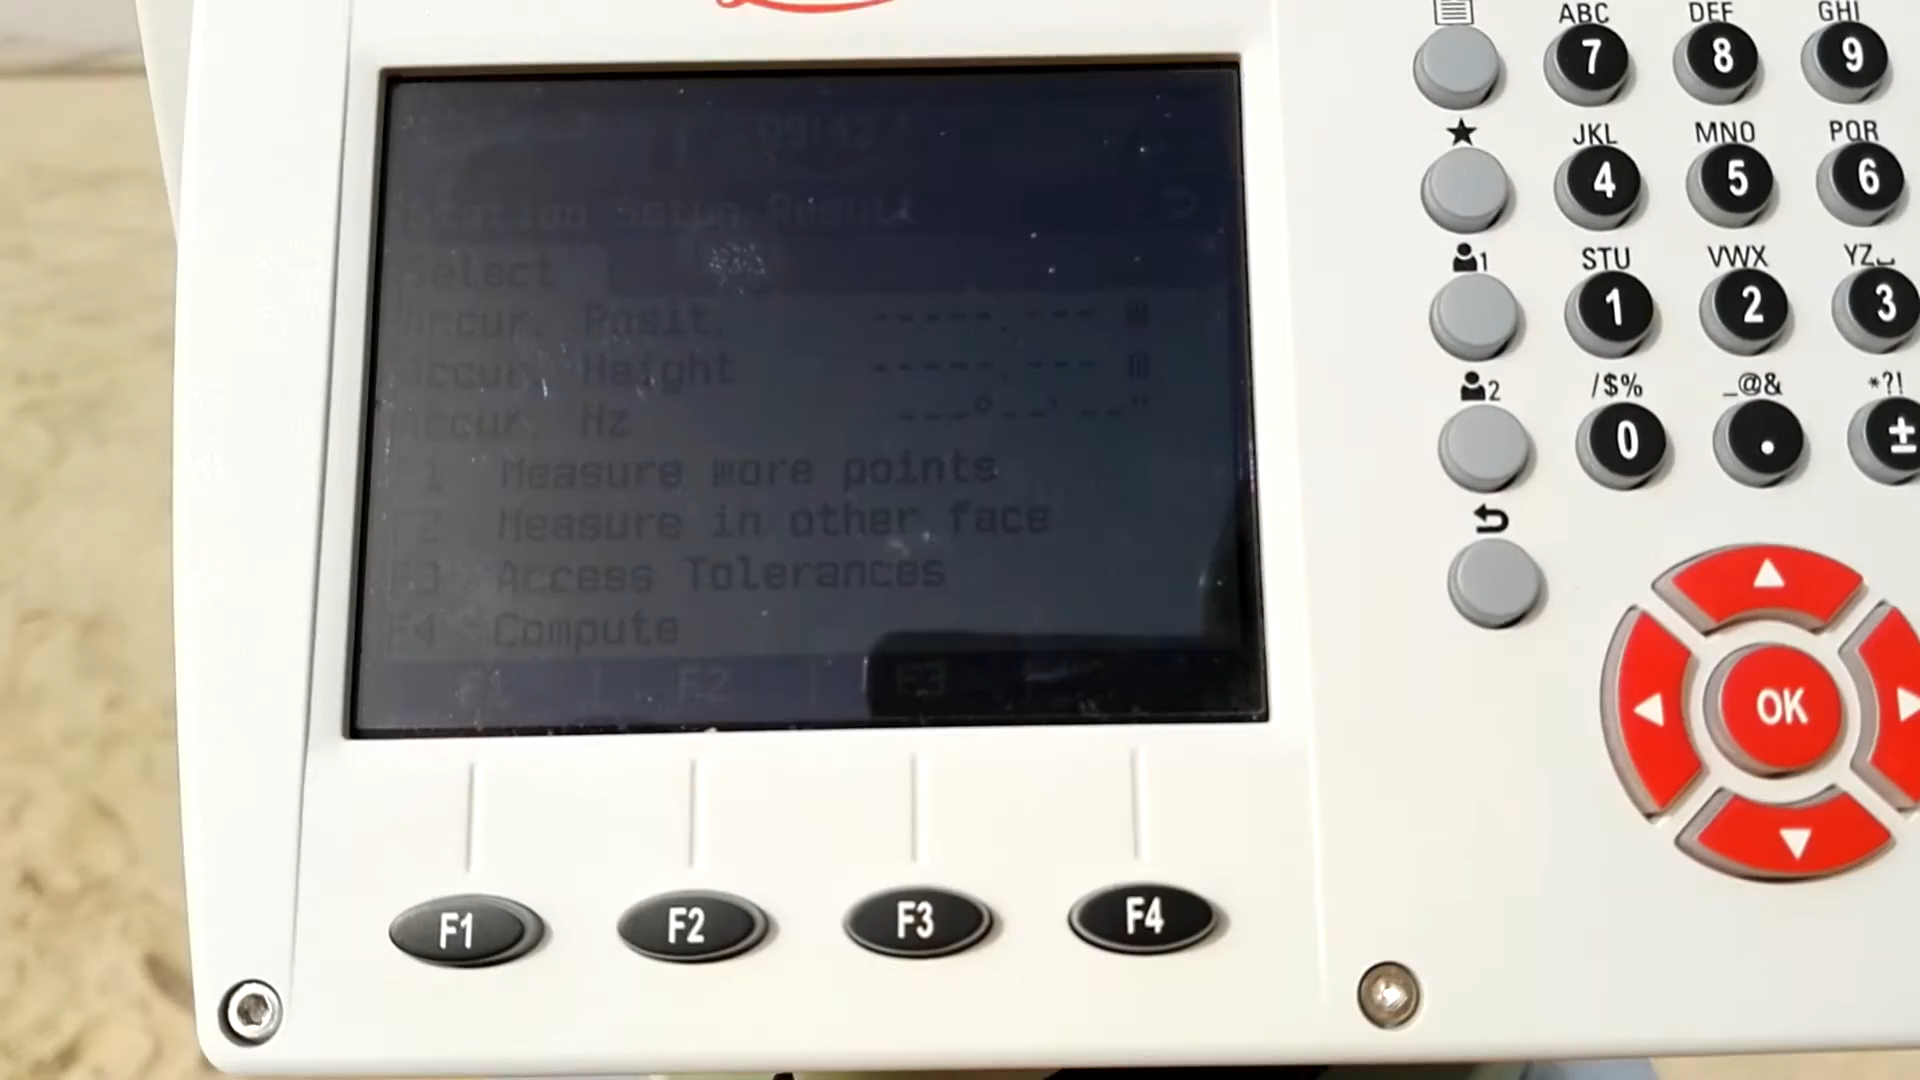 Station Setup Result
Select
Accur. Posit. -----.--- m
Accur. Height -----.--- m
Accur. Hz ---°--'--"
F1 Measure more points
F2 Measure in other face
F3 Access Tolerances
F4 Compute
F1 F2 F3
F1 F2 F3 F4
ABC DEF GHI
7 8 9
JKL MNO PQR
4 5 6
1 STU VWX YZ
1 2 3
2 /$% _@& *?!
0 . ±
OK